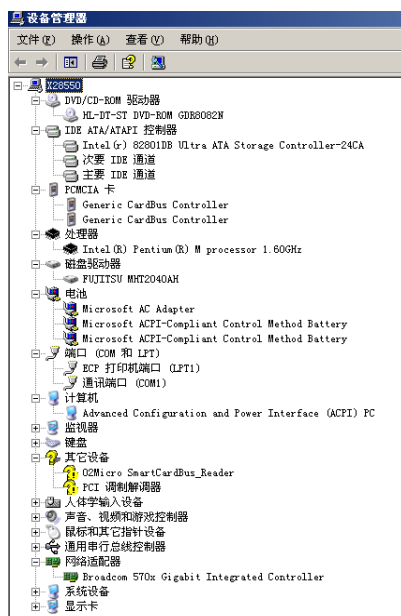 设备管理器
文件(F) 操作(A) 查看(V) 帮助(H)
X28550
DVD/CD-ROM 驱动器
HL-DT-ST DVD-ROM GDR8082N
IDE ATA/ATAPI 控制器
Intel(r) 82801DB Ultra ATA Storage Controller-24CA
次要 IDE 通道
主要 IDE 通道
PCMCIA 卡
Generic CardBus Controller
Generic CardBus Controller
处理器
Intel(R) Pentium(R) M processor 1.60GHz
磁盘驱动器
FUJITSU MHT2040AH
电池
Microsoft AC Adapter
Microsoft ACPI-Compliant Control Method Battery
Microsoft ACPI-Compliant Control Method Battery
端口 (COM 和 LPT)
ECP 打印机端口 (LPT1)
通讯端口 (COM1)
计算机
Advanced Configuration and Power Interface (ACPI) PC
监视器
键盘
其它设备
O2Micro SmartCardBus_Reader
PCI 调制解调器
人体学输入设备
声音、视频和游戏控制器
鼠标和其它指针设备
通用串行总线控制器
网络适配器
Broadcom 570x Gigabit Integrated Controller
系统设备
显示卡